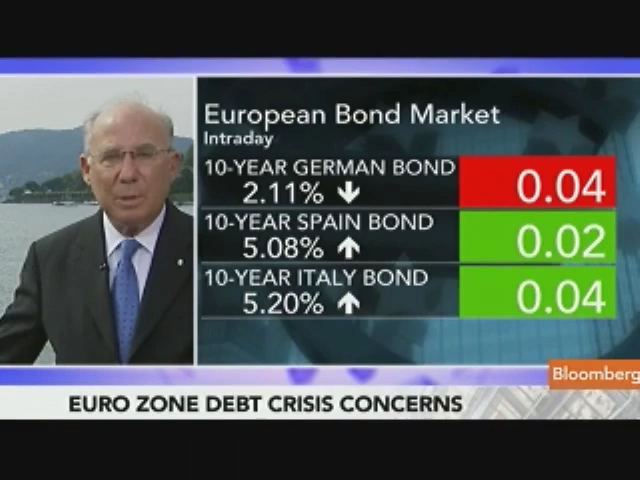 European Bond Market
Intraday
10-YEAR GERMAN BOND
2.11% ↓ 0.04
10-YEAR SPAIN BOND
5.08% ↑ 0.02
10-YEAR ITALY BOND
5.20% ↑ 0.04
Bloomberg
EURO ZONE DEBT CRISIS CONCERNS